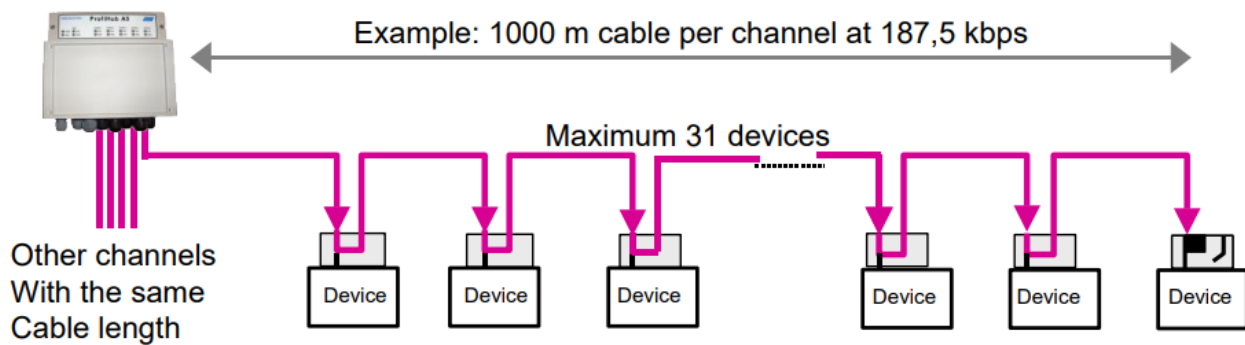 ProfiHub A5
Example: 1000 m cable per channel at 187,5 kbps
Maximum 31 devices
Other channels
With the same
Cable length
Device
Device
Device
Device
Device
Device